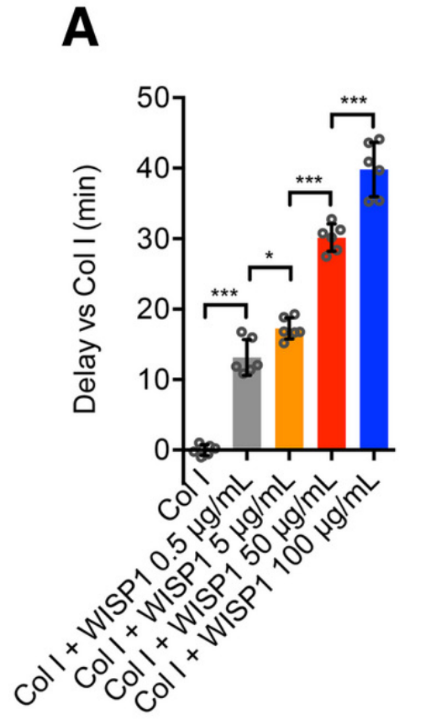 A
Delay vs Col I (min)
50
40
30
20
10
0
***
*
***
***
Col I
Col I + WISP1 0.5 µg/mL
Col I + WISP1 5 µg/mL
Col I + WISP1 50 µg/mL
Col I + WISP1 100 µg/mL